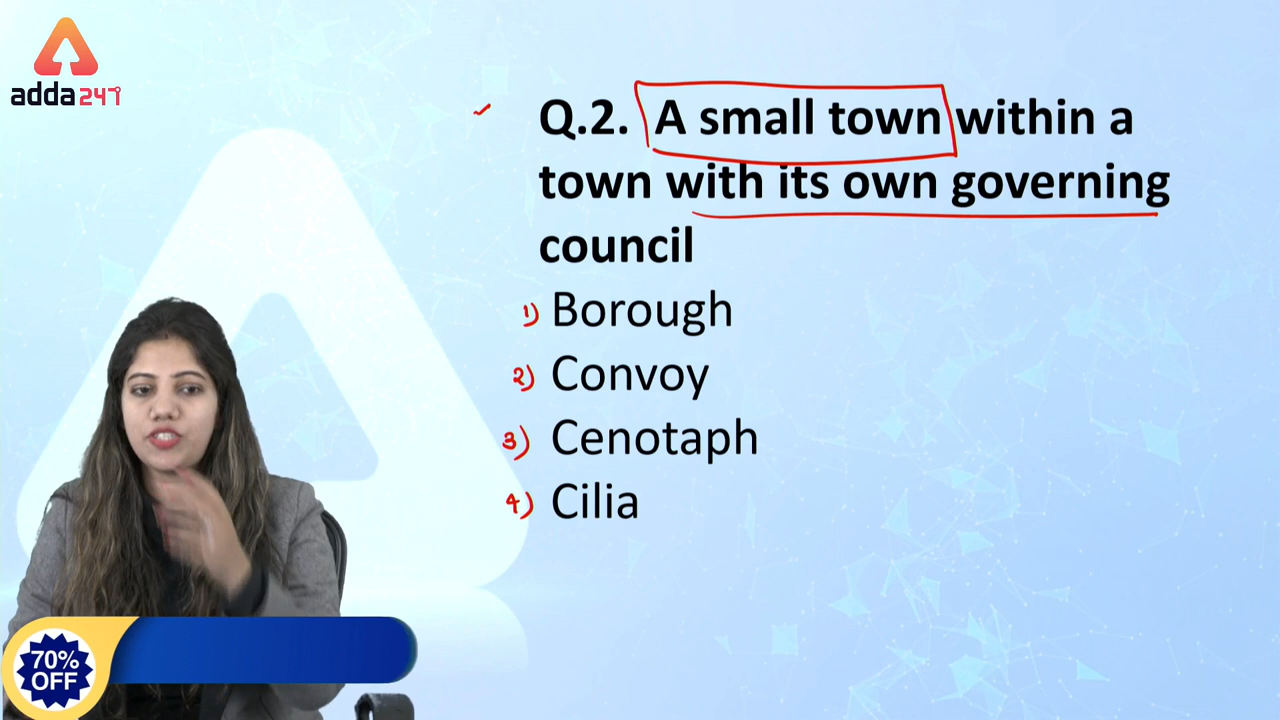 adda247
Q.2. A small town within a
town with its own governing
council
1) Borough
2) Convoy
3) Cenotaph
4) Cilia
70%
OFF